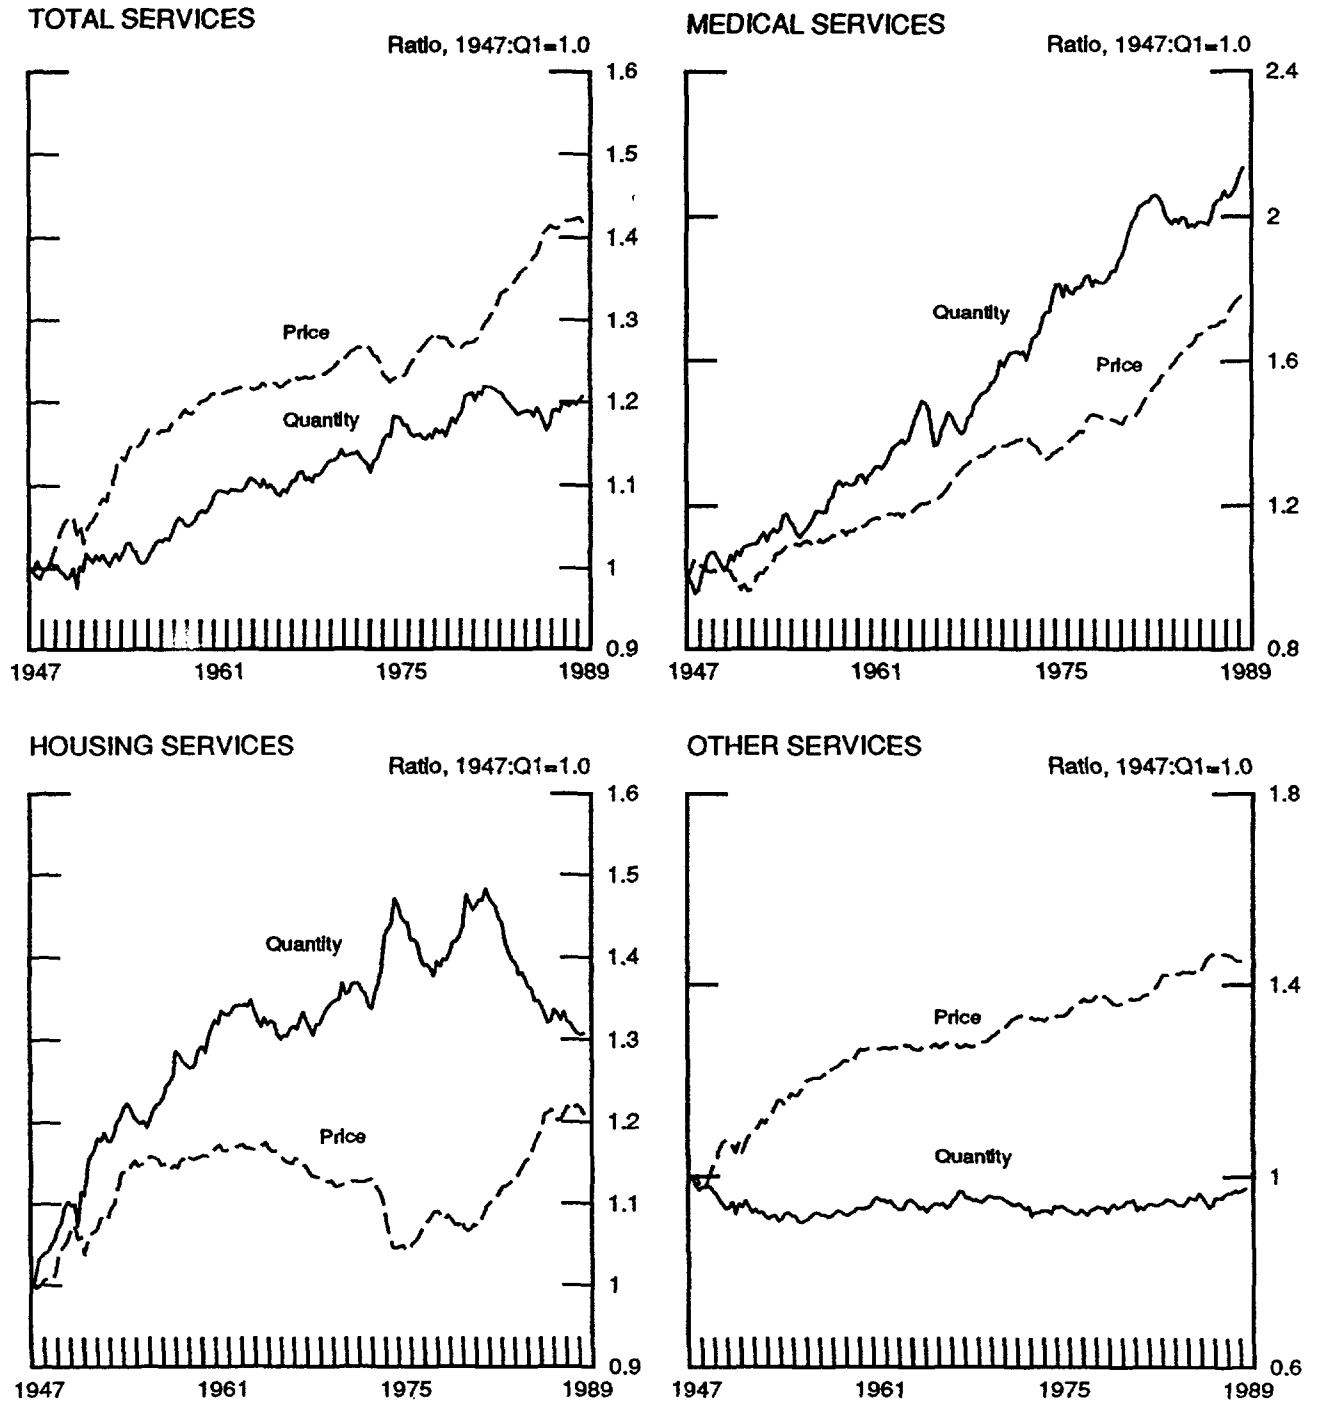 TOTAL SERVICES
Ratio, 1947:Q1=1.0
1.6
1.5
1.4
1.3
1.2
1.1
1
0.9
Price
Quantity
1947 1961 1975 1989
MEDICAL SERVICES
Ratio, 1947:Q1=1.0
2.4
2
1.6
1.2
0.8
Quantity
Price
1947 1961 1975 1989
HOUSING SERVICES
Ratio, 1947:Q1=1.0
1.6
1.5
1.4
1.3
1.2
1.1
1
0.9
Quantity
Price
1947 1961 1975 1989
OTHER SERVICES
Ratio, 1947:Q1=1.0
1.8
1.4
1
0.6
Price
Quantity
1947 1961 1975 1989